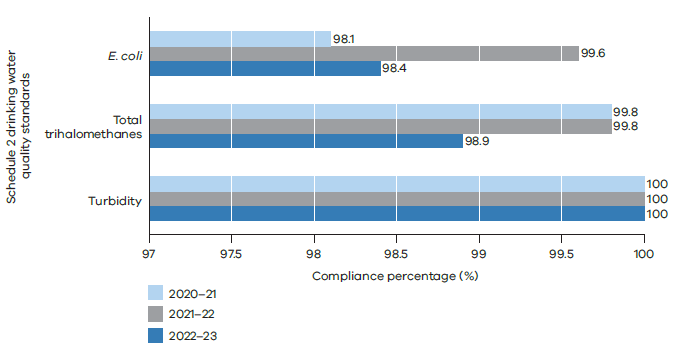 Schedule 2 drinking water
quality standards
E. coli
98.1
99.6
98.4
Total
trihalomethanes
99.8
99.8
98.9
Turbidity
100
100
100
97 97.5 98 98.5 99 99.5 100
Compliance percentage (%)
2020–21
2021–22
2022–23